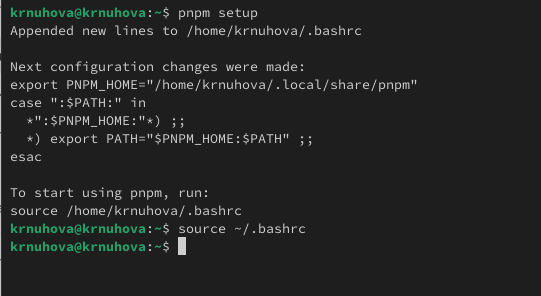 krnuhova@krnuhova:~$ pnpm setup
Appended new lines to /home/krnuhova/.bashrc

Next configuration changes were made:
export PNPM_HOME="/home/krnuhova/.local/share/pnpm"
case ":$PATH:" in
  *":$PNPM_HOME:"*) ;;
  *) export PATH="$PNPM_HOME:$PATH" ;;
esac

To start using pnpm, run:
source /home/krnuhova/.bashrc
krnuhova@krnuhova:~$ source ~/.bashrc
krnuhova@krnuhova:~$